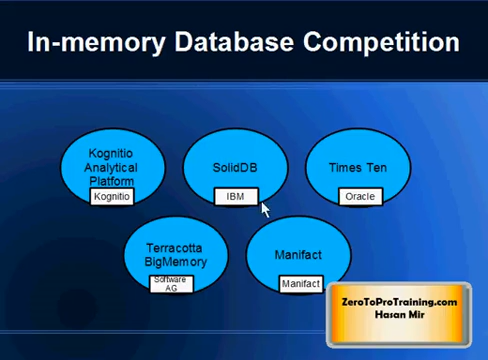 In-memory Database Competition
Kognitio
Analytical
Platform
Kognitio
SolidDB
IBM
Times Ten
Oracle
Terracotta
BigMemory
Software
AG
Manifact
Manifact
ZeroToProTraining.com
Hasan Mir